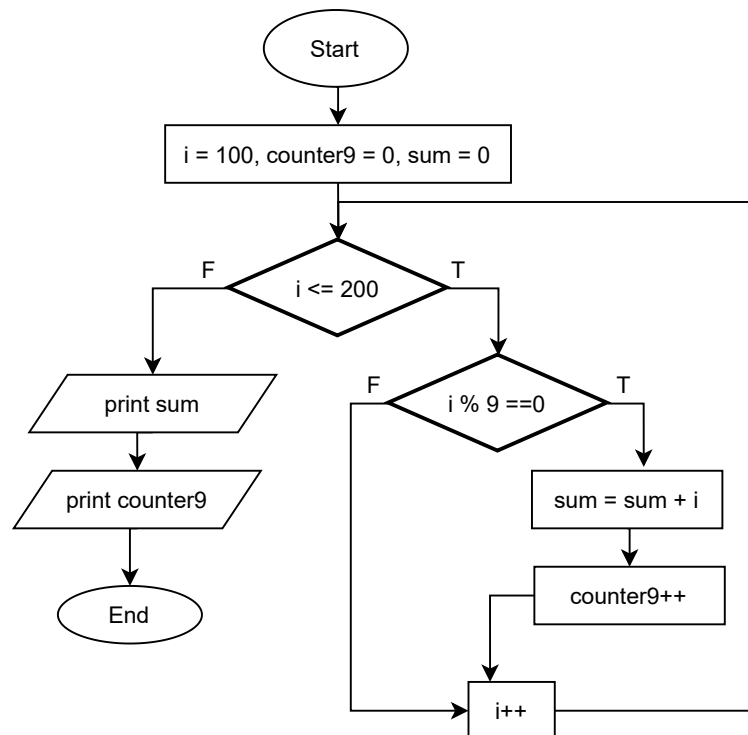 Start
i = 100, counter9 = 0, sum = 0
F
T
i <= 200
F
T
print sum
i % 9 ==0
print counter9
sum = sum + i
counter9++
End
i++